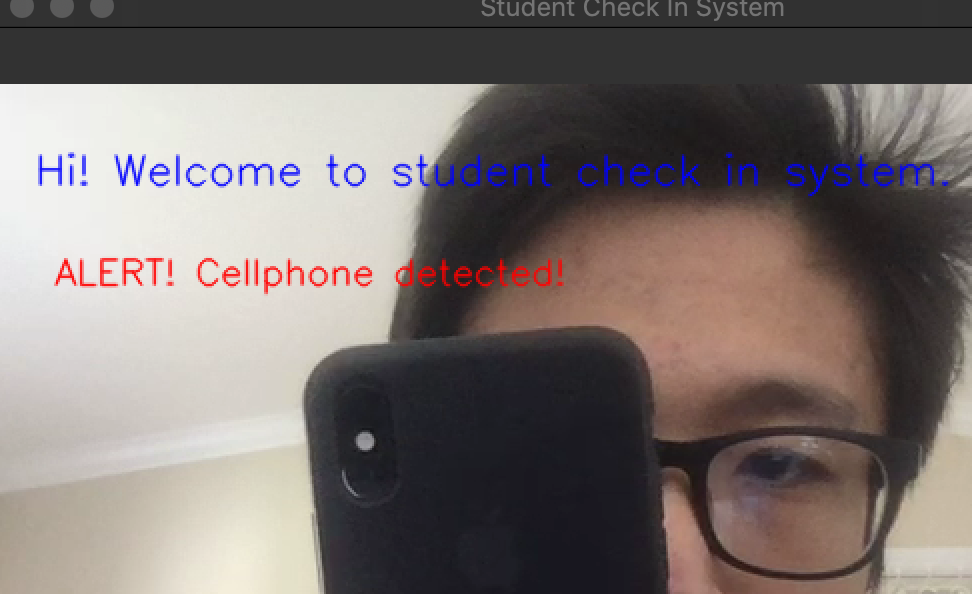 Student Check In System
Hi! Welcome to student check in system.
ALERT! Cellphone detected!